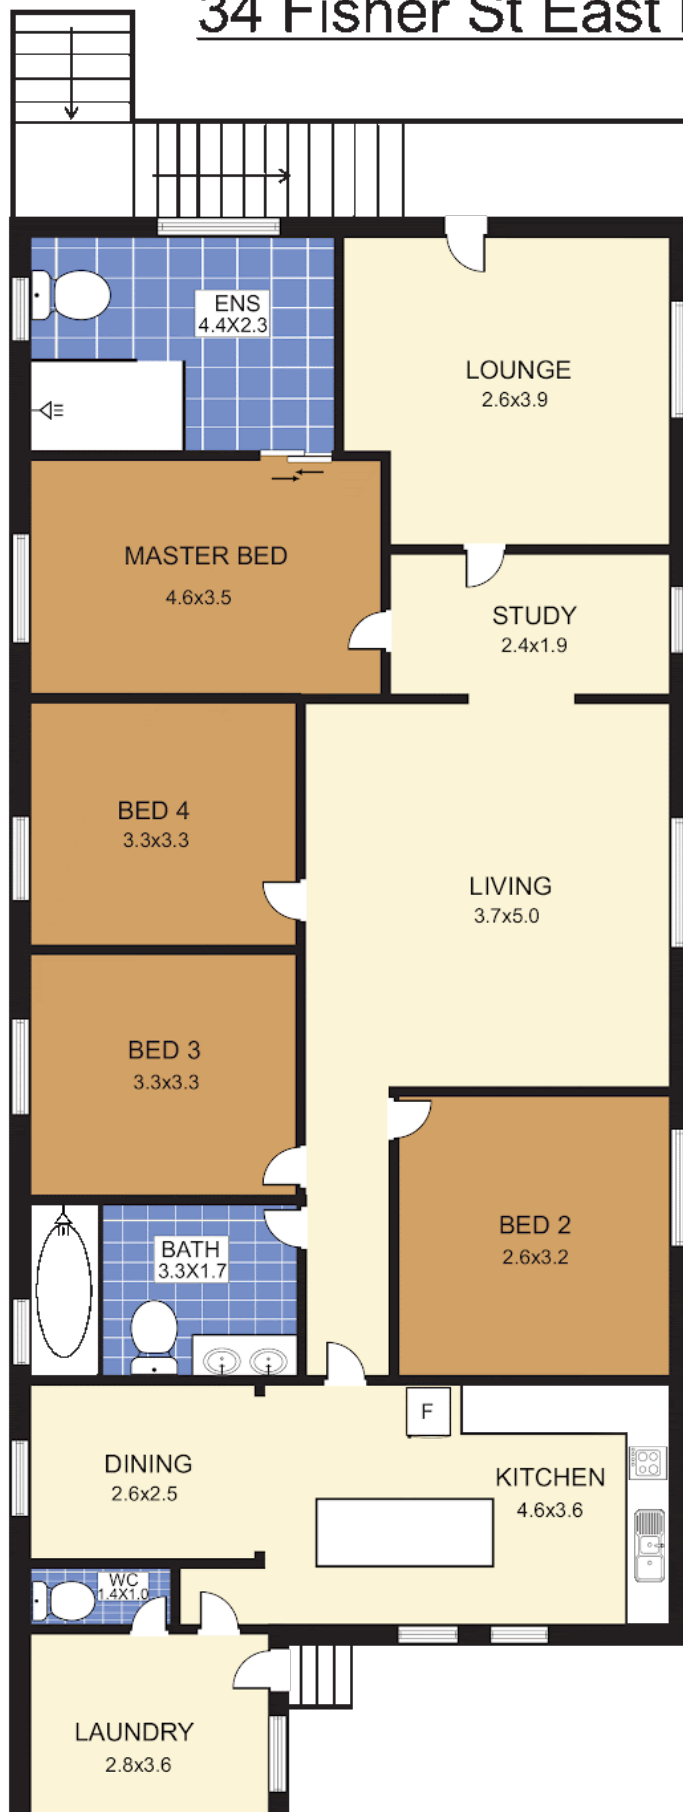 34 Fisher St East
ENS
4.4X2.3
LOUNGE
2.6x3.9
MASTER BED
4.6x3.5
STUDY
2.4x1.9
BED 4
3.3x3.3
LIVING
3.7x5.0
BED 3
3.3x3.3
BED 2
2.6x3.2
BATH
3.3X1.7
F
DINING
2.6x2.5
KITCHEN
4.6x3.6
WC
1.4X1.0
LAUNDRY
2.8x3.6